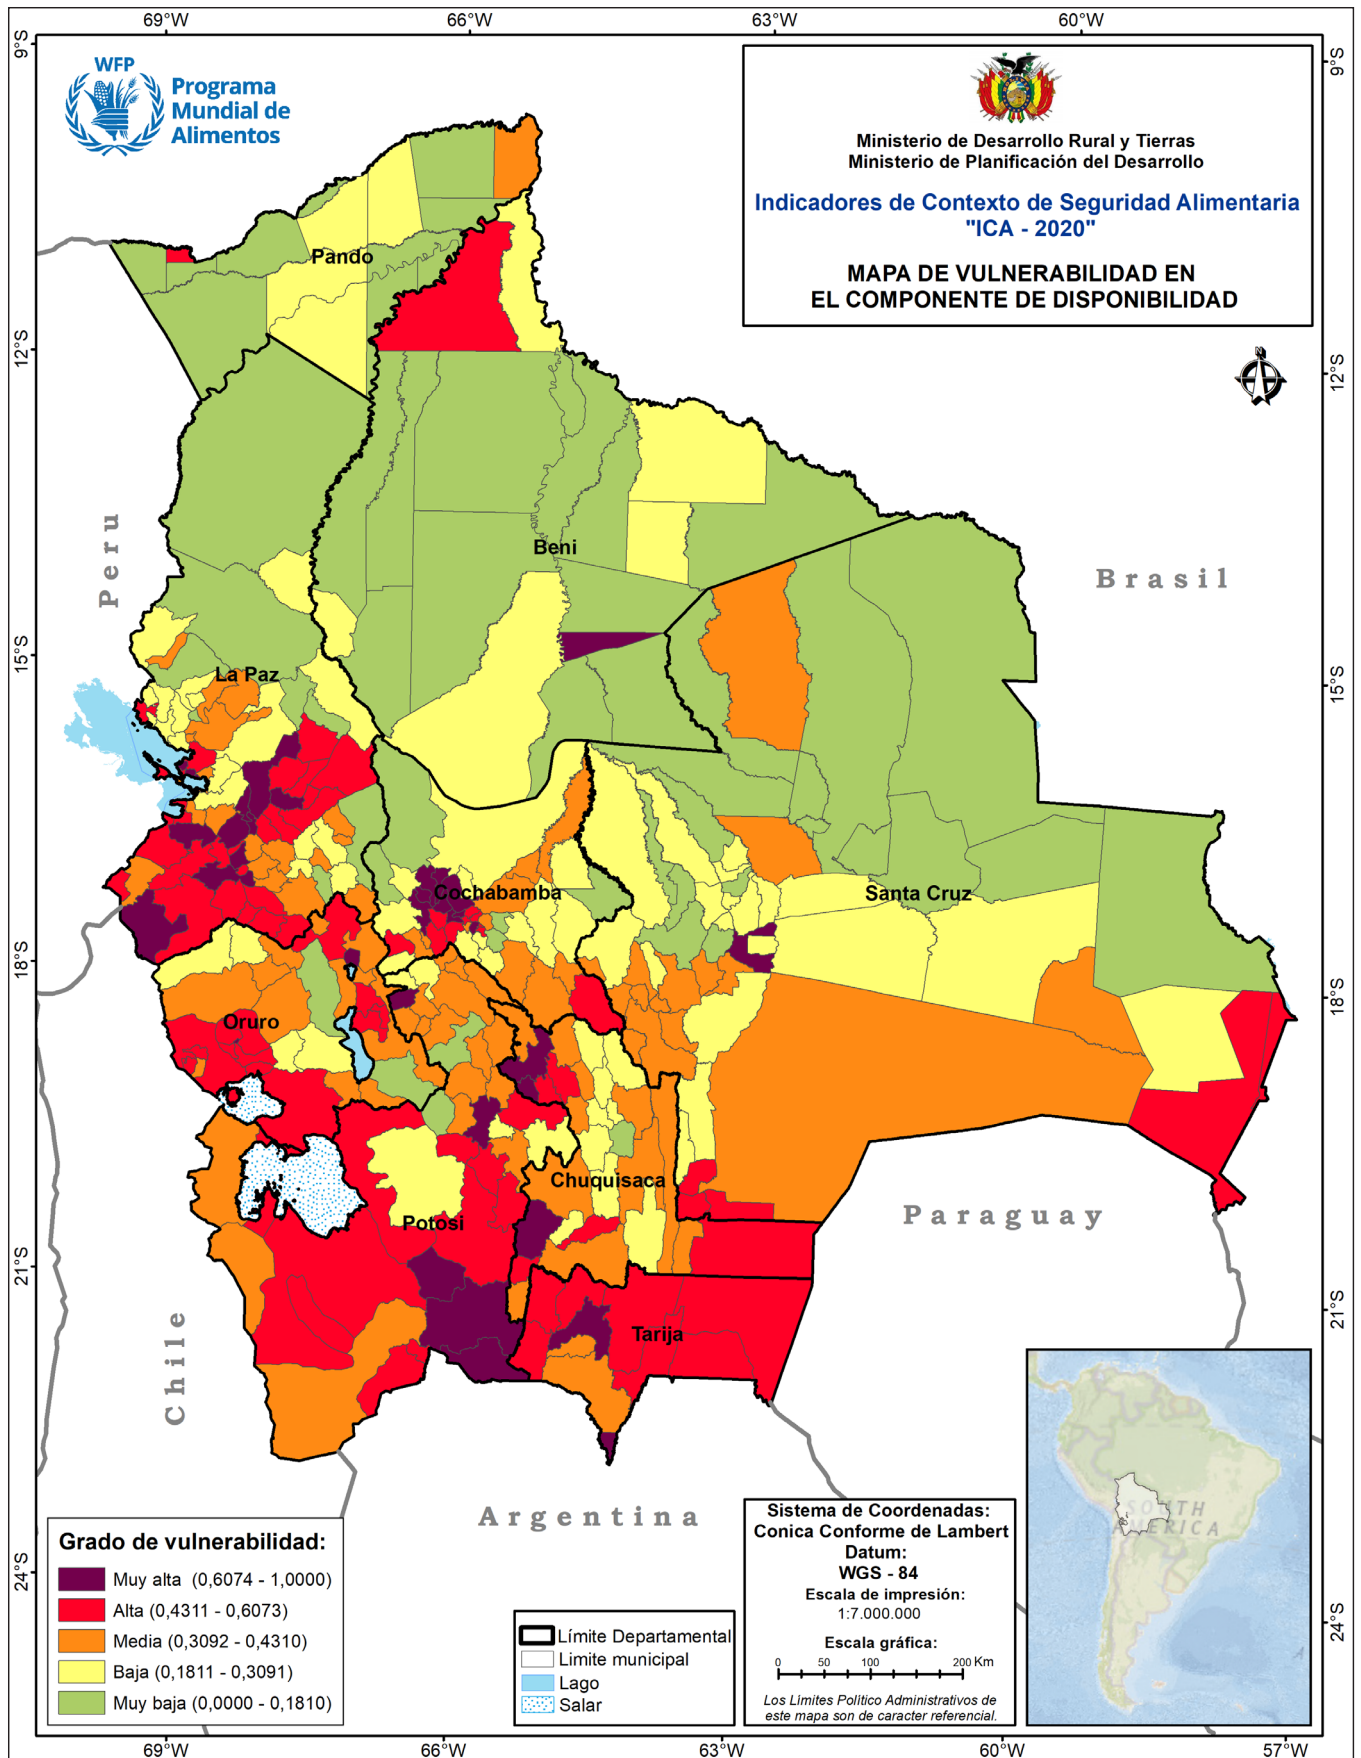 69°W
66°W
63°W
60°W
9°S
9°S
WFP
Programa
Mundial de
Alimentos
Ministerio de Desarrollo Rural y Tierras
Ministerio de Planificación del Desarrollo
Indicadores de Contexto de Seguridad Alimentaria
"ICA - 2020"
MAPA DE VULNERABILIDAD EN
EL COMPONENTE DE DISPONIBILIDAD
N
Pando
12°S
12°S
Peru
Beni
Brasil
15°S
15°S
La Paz
Cochabamba
Santa Cruz
18°S
18°S
Oruro
Chuquisaca
Potosi
Paraguay
21°S
21°S
Tarija
Chile
Argentina
SOUTH
AMERICA
Grado de vulnerabilidad:
Muy alta (0,6074 - 1,0000)
Alta (0,4311 - 0,6073)
Media (0,3092 - 0,4310)
Baja (0,1811 - 0,3091)
Muy baja (0,0000 - 0,1810)
24°S
24°S
Límite Departamental
Limite municipal
Lago
Salar
Sistema de Coordenadas:
Conica Conforme de Lambert
Datum:
WGS - 84
Escala de impresión:
1:7.000.000
Escala gráfica:
0 50 100 200 Km
Los Limites Politico Administrativos de
este mapa son de caracter referencial.
69°W
66°W
63°W
60°W
57°W